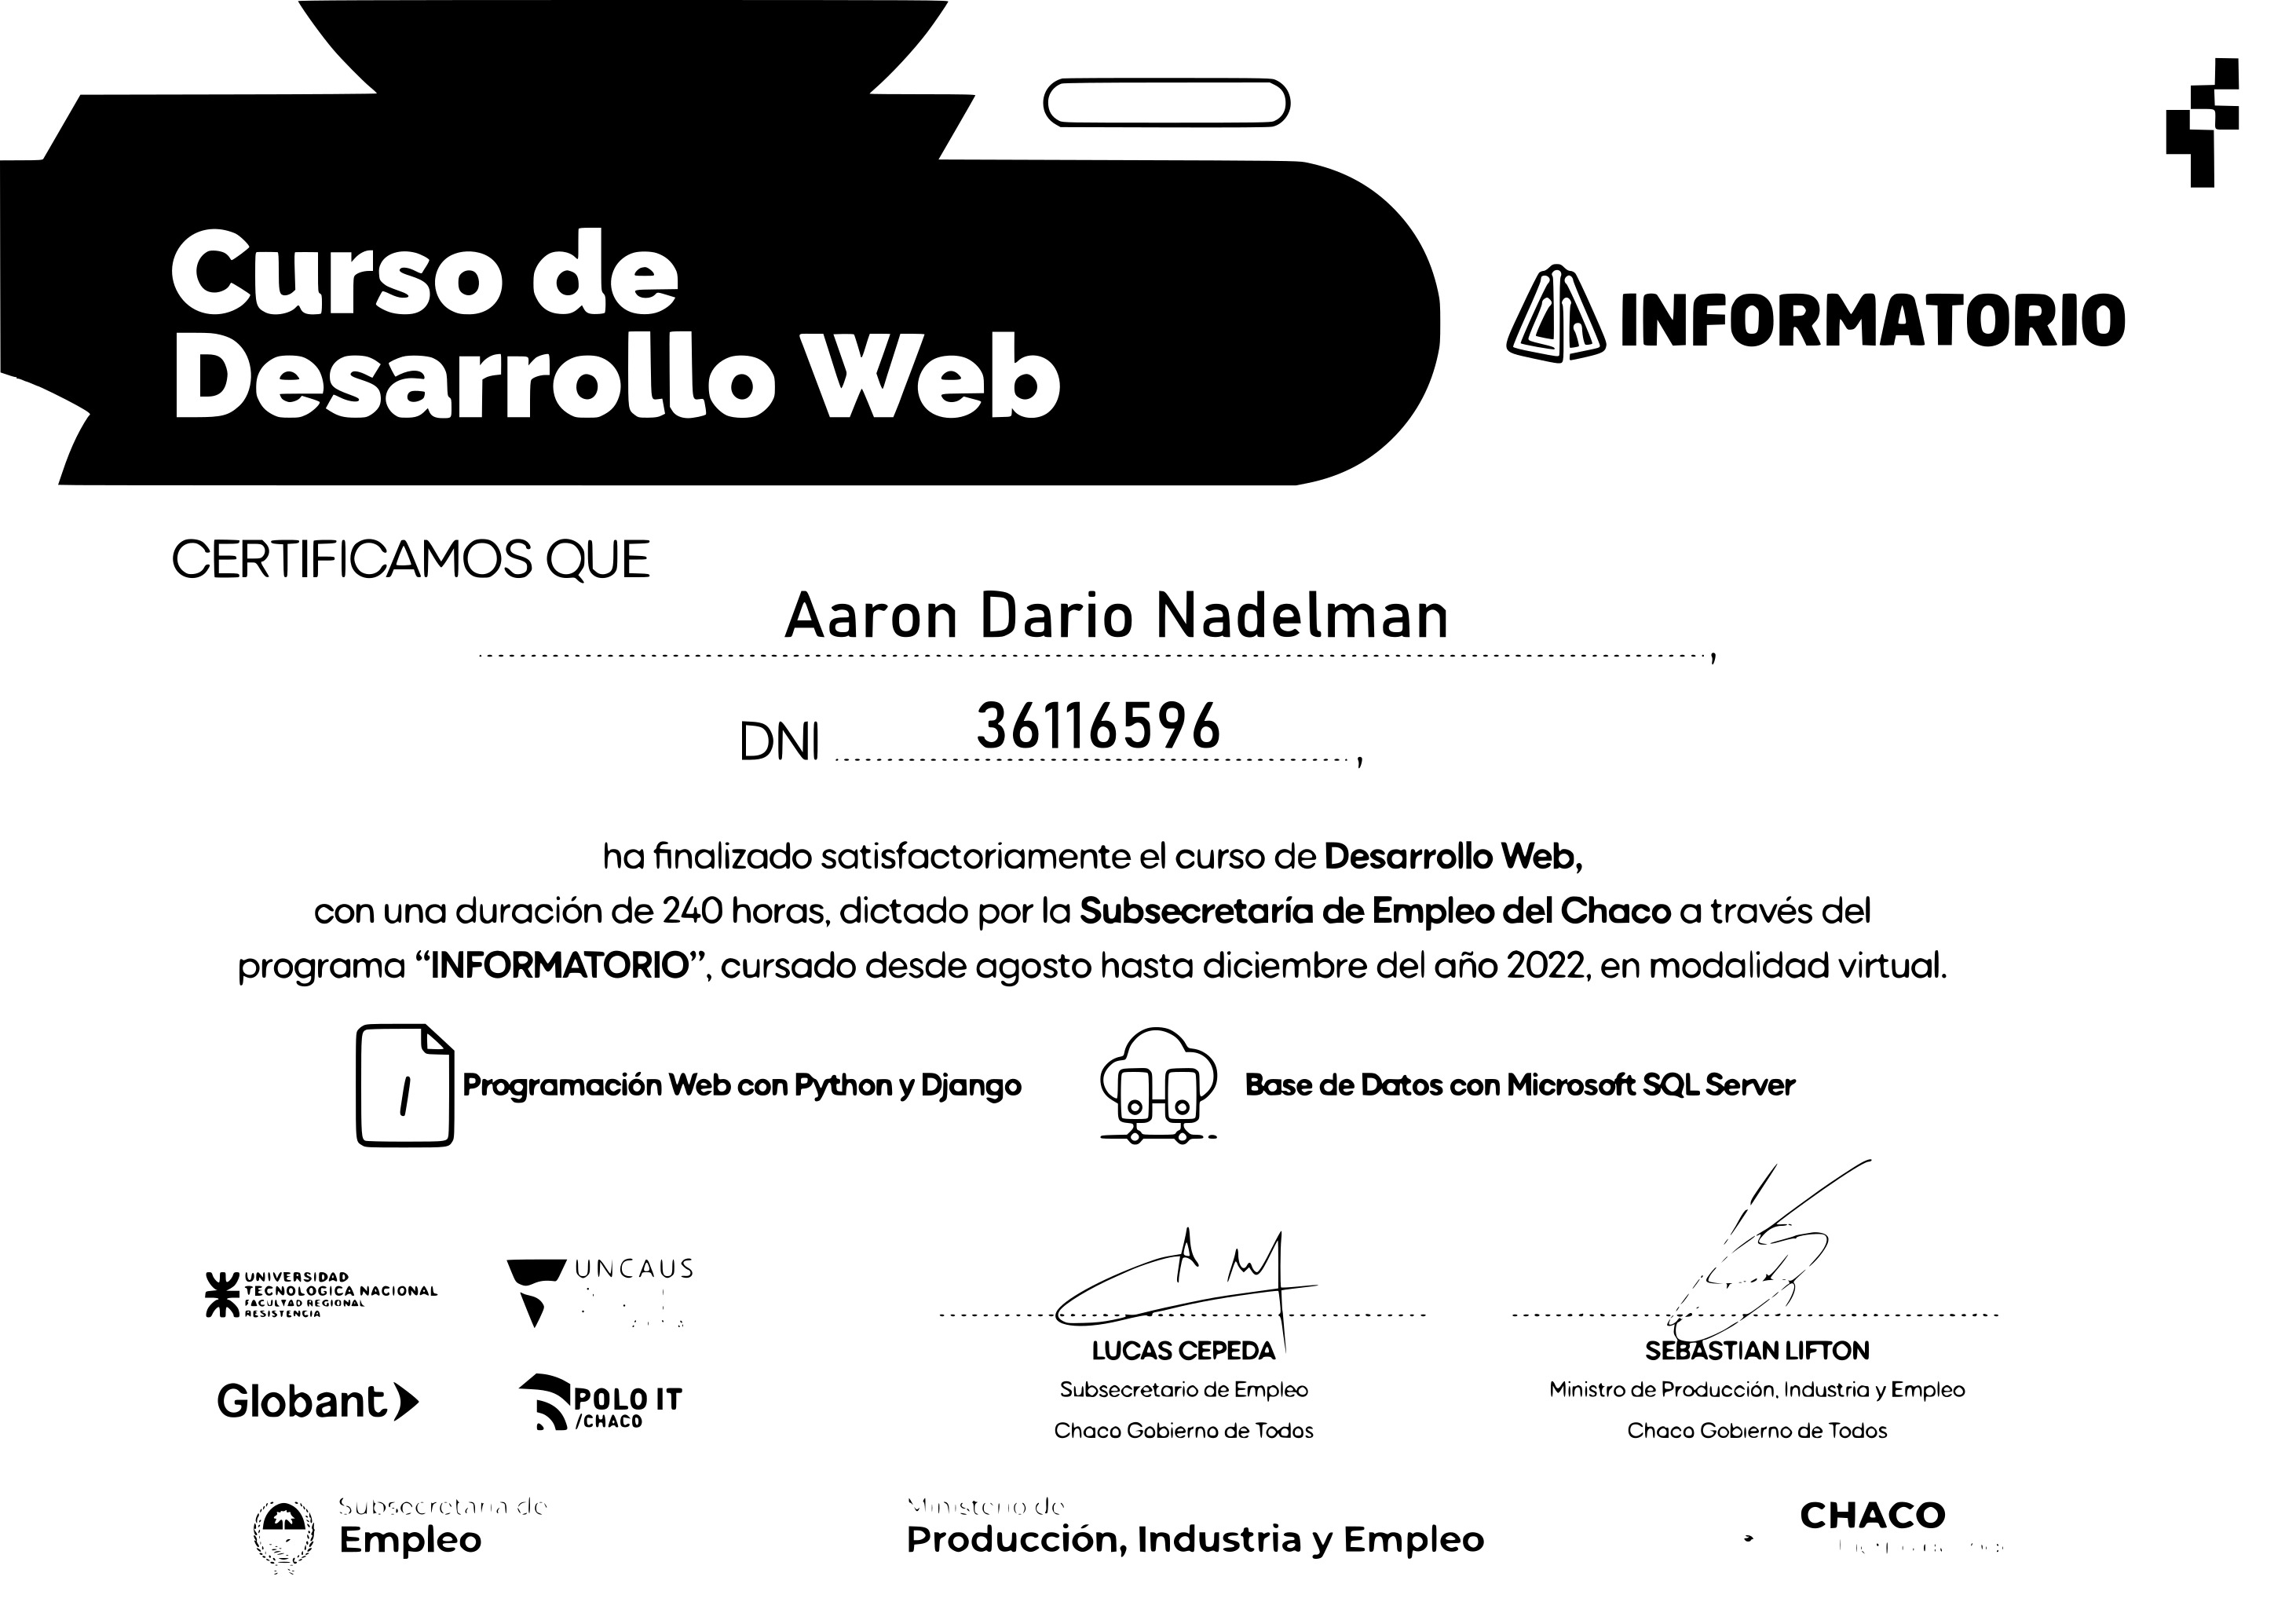 Curso de
Desarrollo Web
INFORMATORIO
CERTIFICAMOS QUE
Aaron Dario Nadelman,
DNI 36116596,
ha finalizado satisfactoriamente el curso de Desarrollo Web,
con una duración de 240 horas, dictado por la Subsecretaría de Empleo del Chaco a través del
programa “INFORMATORIO”, cursado desde agosto hasta diciembre del año 2022, en modalidad virtual.
Programación Web con Python y Django
Base de Datos con Microsoft SQL Server
UNIVERSIDAD
TECNOLOGICA NACIONAL
FACULTAD REGIONAL
RESISTENCIA
UNCAUS
Globant
POLO IT
/CHACO
LUCAS CEPEDA
Subsecretario de Empleo
Chaco Gobierno de Todos
SEBASTIAN LIFTON
Ministro de Producción, Industria y Empleo
Chaco Gobierno de Todos
Subsecretaría de
Empleo
Ministerio de
Producción, Industria y Empleo
CHACO